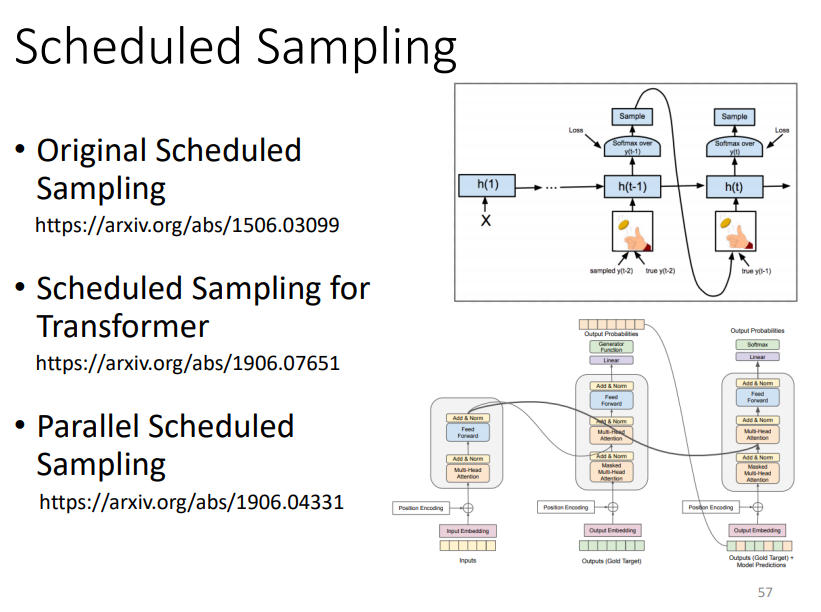 Scheduled Sampling
• Original Scheduled
Sampling
https://arxiv.org/abs/1506.03099
• Scheduled Sampling for
Transformer
https://arxiv.org/abs/1906.07651
• Parallel Scheduled
Sampling
https://arxiv.org/abs/1906.04331
Sample
Sample
Loss
Loss
Softmax over
y(t-1)
Softmax over
y(t)
h(1)
...
h(t-1)
h(t)
X
sampled y(t-2)
true y(t-2)
true y(t-1)
Output Probabilities
Generator
Function
Linear
Add & Norm
Feed
Forward
Add & Norm
Multi-Head
Attention
Add & Norm
Masked
Multi-Head
Attention
Position Encoding
Output Embedding
Outputs (Gold Target)
Add & Norm
Feed
Forward
Add & Norm
Multi-Head
Attention
Position Encoding
Input Embedding
Inputs
Output Probabilities
Softmax
Linear
Add & Norm
Feed
Forward
Add & Norm
Multi-Head
Attention
Add & Norm
Masked
Multi-Head
Attention
Position Encoding
Output Embedding
Outputs (Gold Target) +
Model Predictions
57